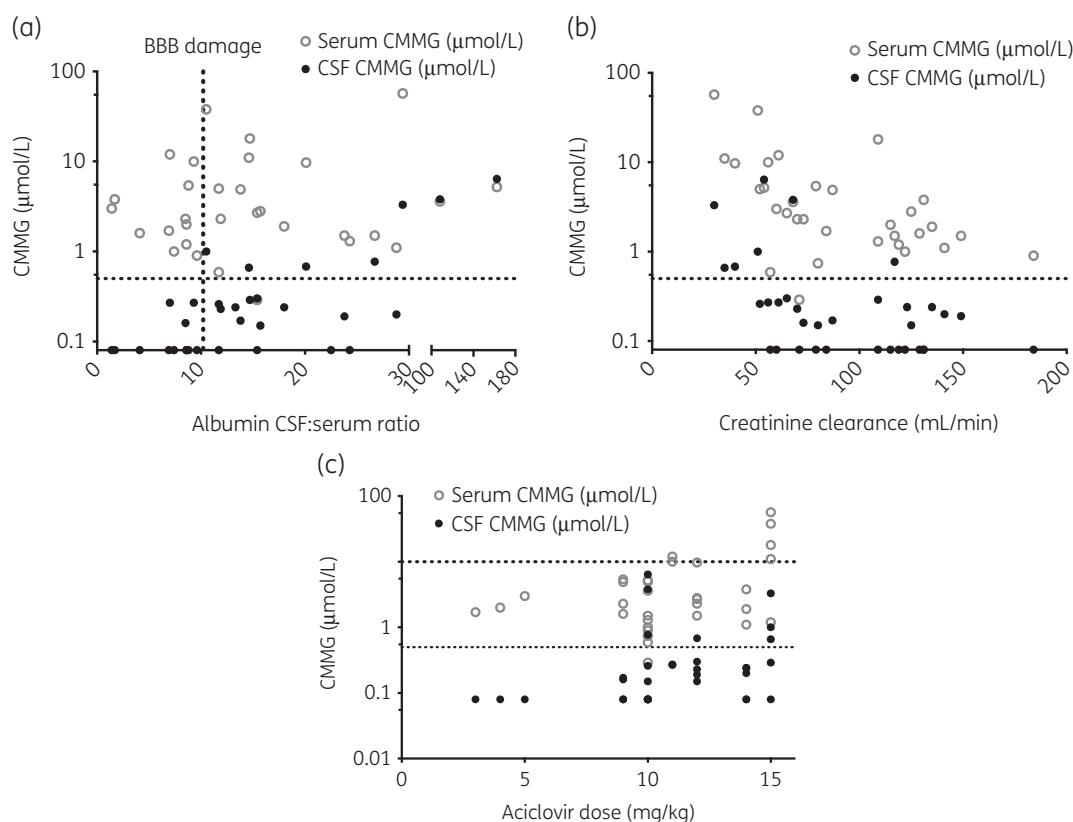 (a)
BBB damage
Serum CMMG (μmol/L)
CSF CMMG (μmol/L)
CMMG (μmol/L)
100
10
1
0.1
0
10
20
30
100
140
180
Albumin CSF:serum ratio
(b)
Serum CMMG (μmol/L)
CSF CMMG (μmol/L)
CMMG (μmol/L)
100
10
1
0.1
0
50
100
150
200
Creatinine clearance (mL/min)
(c)
Serum CMMG (μmol/L)
CSF CMMG (μmol/L)
CMMG (μmol/L)
100
1
0.1
0.01
0
5
10
15
Aciclovir dose (mg/kg)